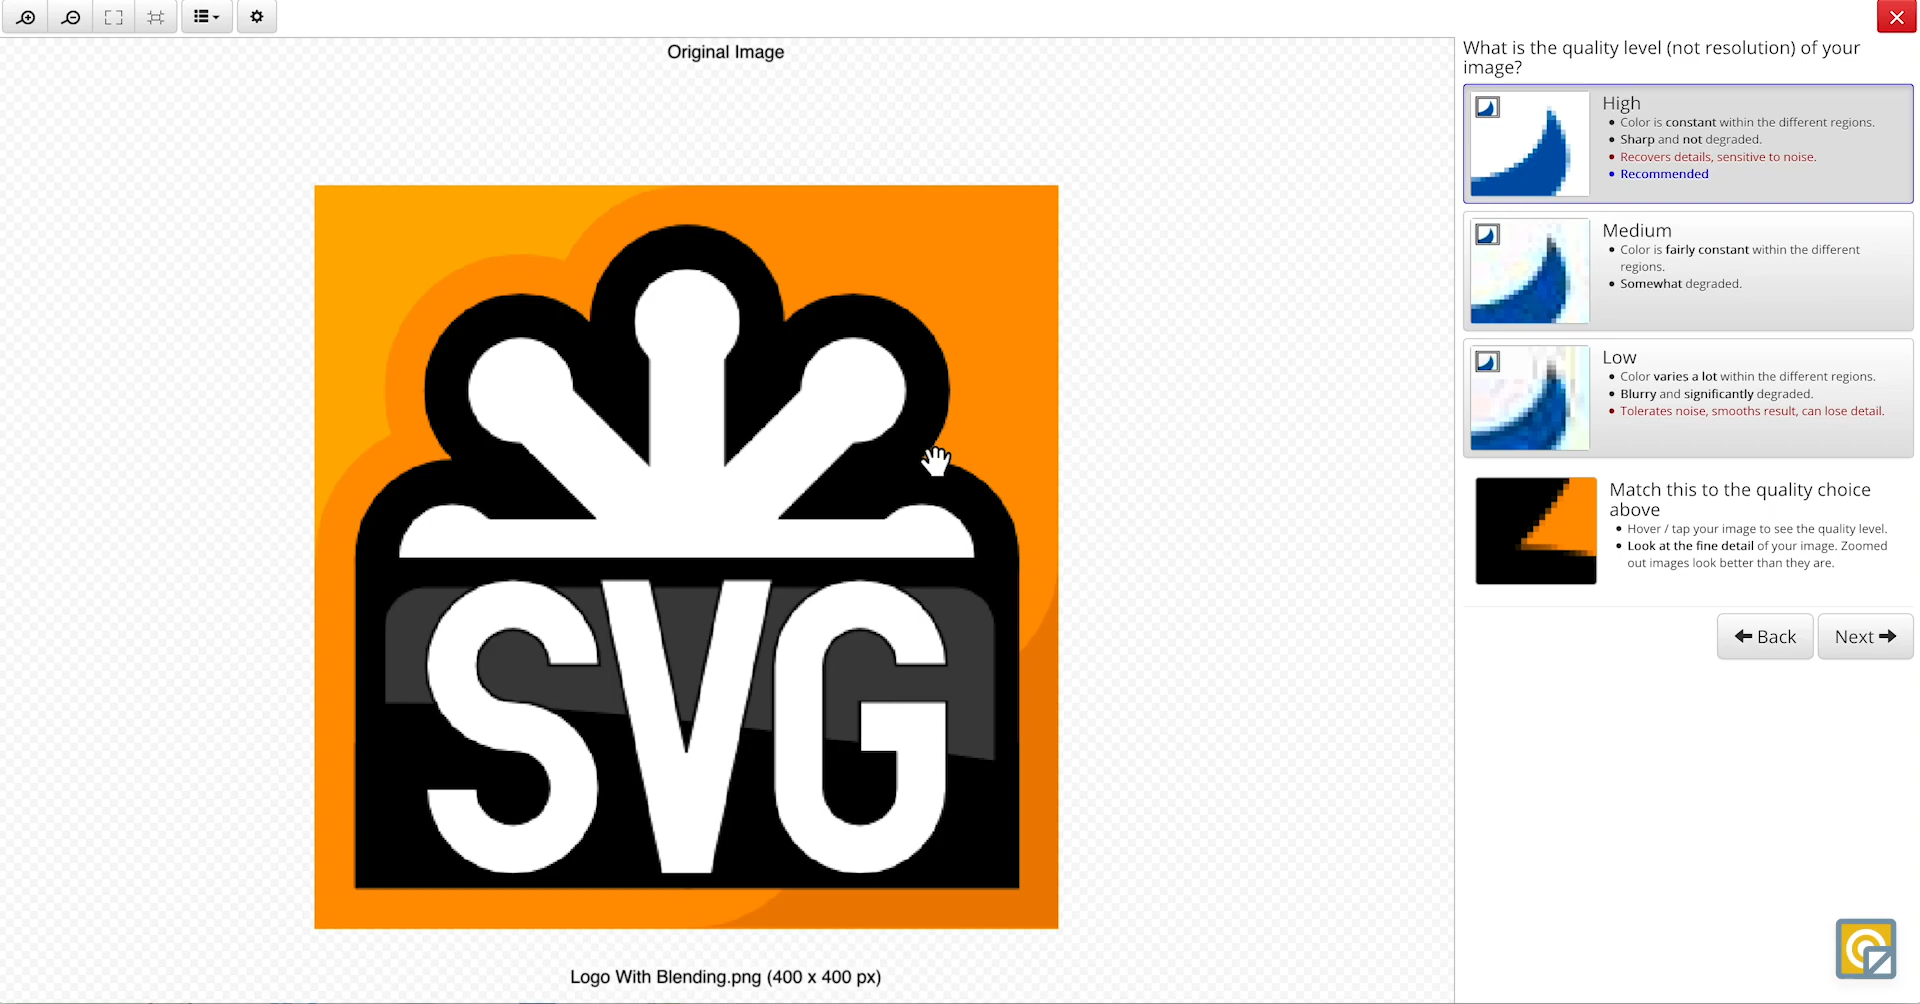 Original Image
SVG
Logo With Blending.png (400 x 400 px)
What is the quality level (not resolution) of your
image?
High
Color is constant within the different regions.
Sharp and not degraded.
Recovers details, sensitive to noise.
Recommended
Medium
Color is fairly constant within the different
regions.
Somewhat degraded.
Low
Color varies a lot within the different regions.
Blurry and significantly degraded.
Tolerates noise, smooths result, can lose detail.
Match this to the quality choice
above
Hover / tap your image to see the quality level.
Look at the fine detail of your image. Zoomed
out images look better than they are.
Back
Next